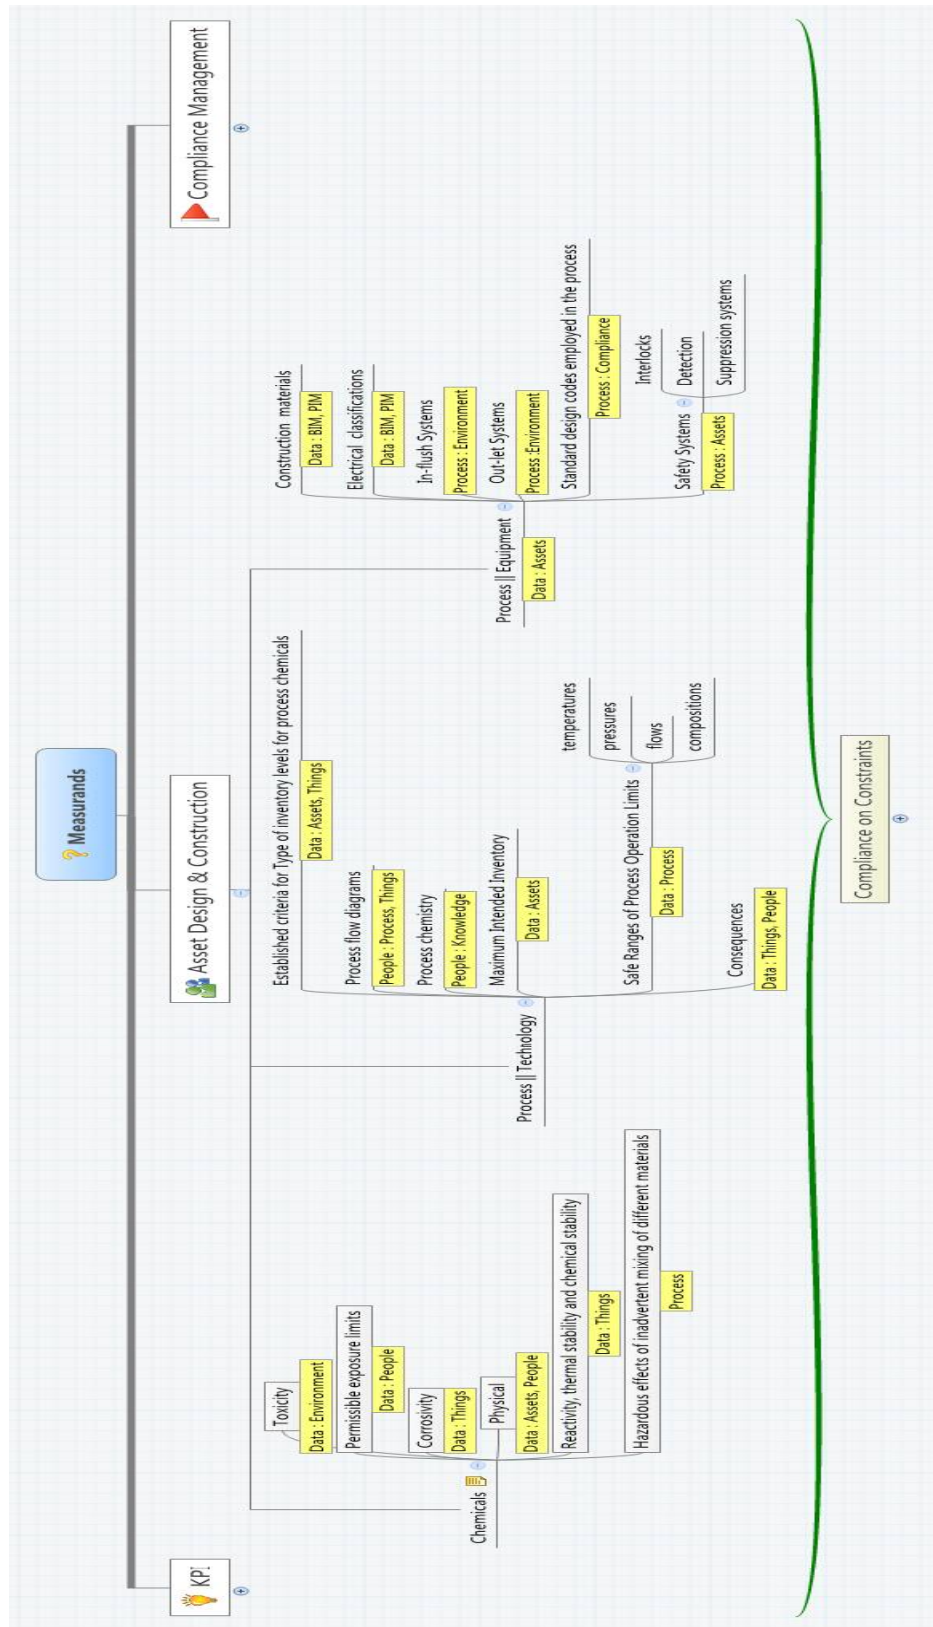 Measurands
KPI
Asset Design & Construction
Compliance Management
Chemicals
Toxicity
Data : Environment
Permissible exposure limits
Data : People
Corrosivity
Data : Things
Physical
Data : Assets, People
Reactivity, thermal stability and chemical stability
Data : Things
Hazardous effects of inadvertent mixing of different materials
Process
Process || Technology
Established criteria for Type of inventory levels for process chemicals
Data : Assets, Things
Process flow diagrams
People : Process, Things
Process chemistry
People : Knowledge
Maximum Intended Inventory
Data : Assets
Safe Ranges of Process Operation Limits
Data : Process
temperatures
pressures
flows
compositions
Consequences
Data : Things, People
Process || Equipment
Data : Assets
Construction materials
Data : BIM, PIM
Electrical classifications
Data : BIM, PIM
In-flush Systems
Process : Environment
Out-let Systems
Process :Environment
Standard design codes employed in the process
Process : Compliance
Safety Systems
Process : Assets
Interlocks
Detection
Suppression systems
Compliance on Constraints